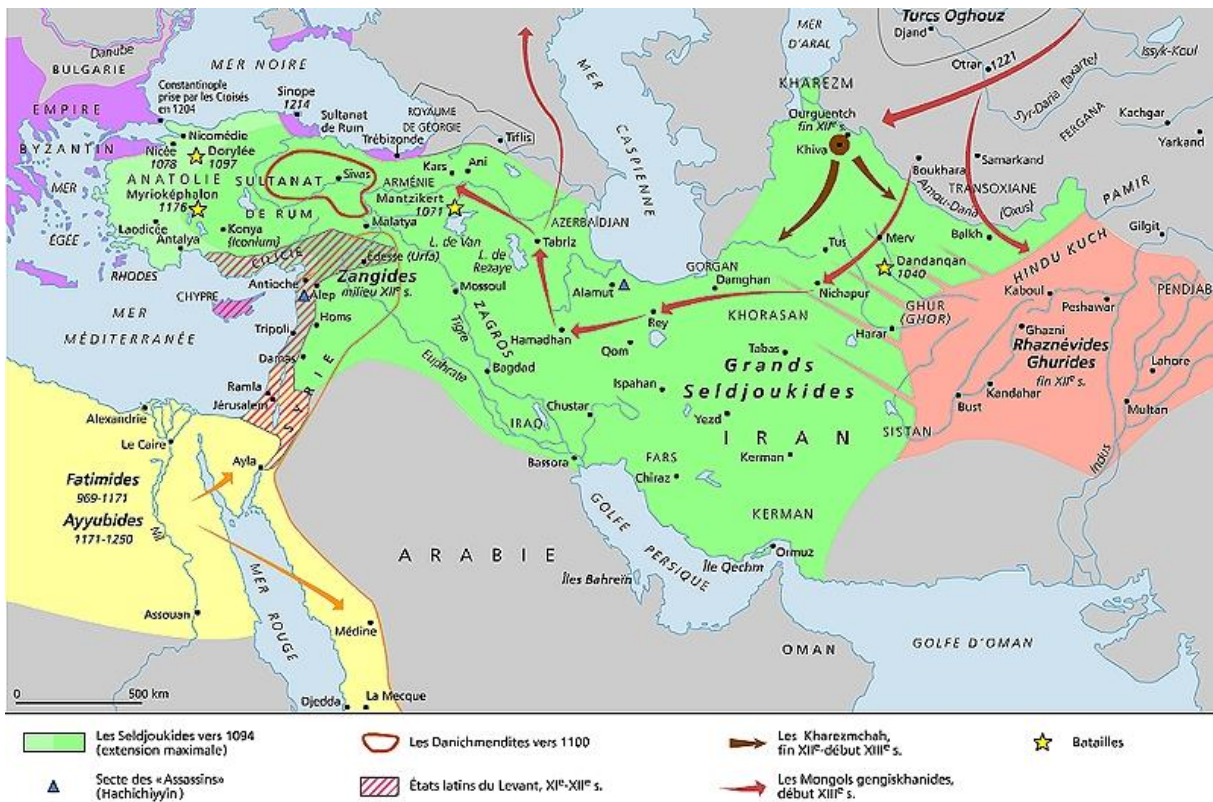 Danube
BULGARIE
MER NOIRE
MER
CASPIENNE
MER
D'ARAL
Turcs Oghouz
Djand
Otrar
1221
Issyk-Koul
Syr-Daria (Iaxarte)
FERGANA
Kachgar
Yarkand
KHAREZM
Ourguentch
fin XIIe s.
Khiva
EMPIRE
BYZANTIN
Constantinople
prise par les Croisés
en 1204
Sinope
1214
Sultanat
de Rum
Trébizonde
ROYAUME
DE GÉORGIE
Tiflis
Nicomédie
Nicée
1078
Dorylée
1097
ANATOLIE
Myrioképhalon
1176
SULTANAT
DE RUM
Sivas
ARMÉNIE
Kars
Ani
Mantzikert
1071
AZERBAÏDJAN
MER
ÉGÉE
Laodicée
Antalya
Konya
(Iconium)
Malatya
L. de Van
L. de
Rezaye
Tabriz
RHODES
CILICIE
Édesse (Urfa)
Zangides
milieu XIIe s.
Antioche
Alep
CHYPRE
Mossoul
ZAGROS
Tigre
Alamut
GORGAN
Damghan
Tus
Merv
Dandanqan
1040
Boukhara
Samarkand
TRANSOXIANE
Amou-Daria
(Oxus)
Balkh
PAMIR
Gilgit
HINDU KUCH
Nichapur
GHUR
(GHOR)
Kaboul
Peshawar
PENDJAB
MER
MÉDITERRANÉE
Tripoli
Homs
Damas
SYRIE
Euphrate
Hamadhan
Rey
Qom
KHORASAN
Harar
Ghazni
Rhaznévides
Ghurides
fin XIIe s.
Lahore
Tabas
Grands
Seldjoukides
Bagdad
Ispahan
Ramla
Jérusalem
Alexandrie
Le Caire
IRAQ
Chustar
Yezd
IRAN
Bust
Kandahar
Multan
SISTAN
Indus
Ayla
Bassora
FARS
Chiraz
Kerman
KERMAN
Fatimides
969-1171
Ayyubides
1171-1250
Nil
ARABIE
GOLFE
PERSIQUE
Îles Bahreïn
Île Qechm
Ormuz
Assouan
MER ROUGE
Médine
OMAN
GOLFE D'OMAN
Djedda
La Mecque
0
500 km
Les Seldjoukides vers 1094
(extension maximale)
Les Danichmendites vers 1100
Les Kharezmchah,
fin XIIe-début XIIIe s.
Batailles
Secte des «Assassins»
(Hachichiyyin)
États latins du Levant, XIe-XIIe s.
Les Mongols gengiskhanides,
début XIIIe s.